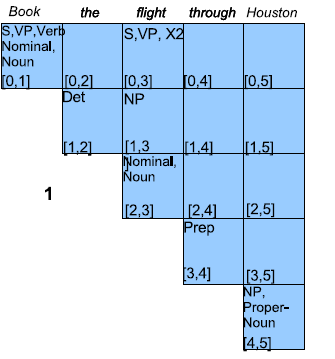 Book the flight through Houston
S,VP,Verb S,VP, X2
Nominal,
Noun
[0,1] [0,2] [0,3] [0,4] [0,5]
Det NP
[1,2] [1,3 [1,4] [1,5]
]
Nominal,
Noun
1
[2,3] [2,4] [2,5]
Prep
[3,4] [3,5]
NP,
Proper-
Noun
[4,5]